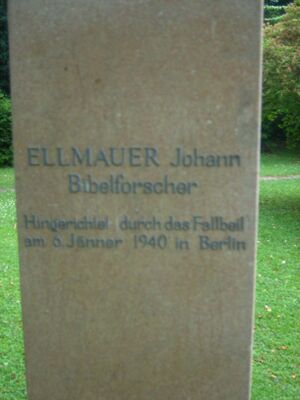 ELLMAUER Johann
Bibelforscher
Hingerichtet durch das Fallbeil
am 6. Jänner 1940 in Berlin